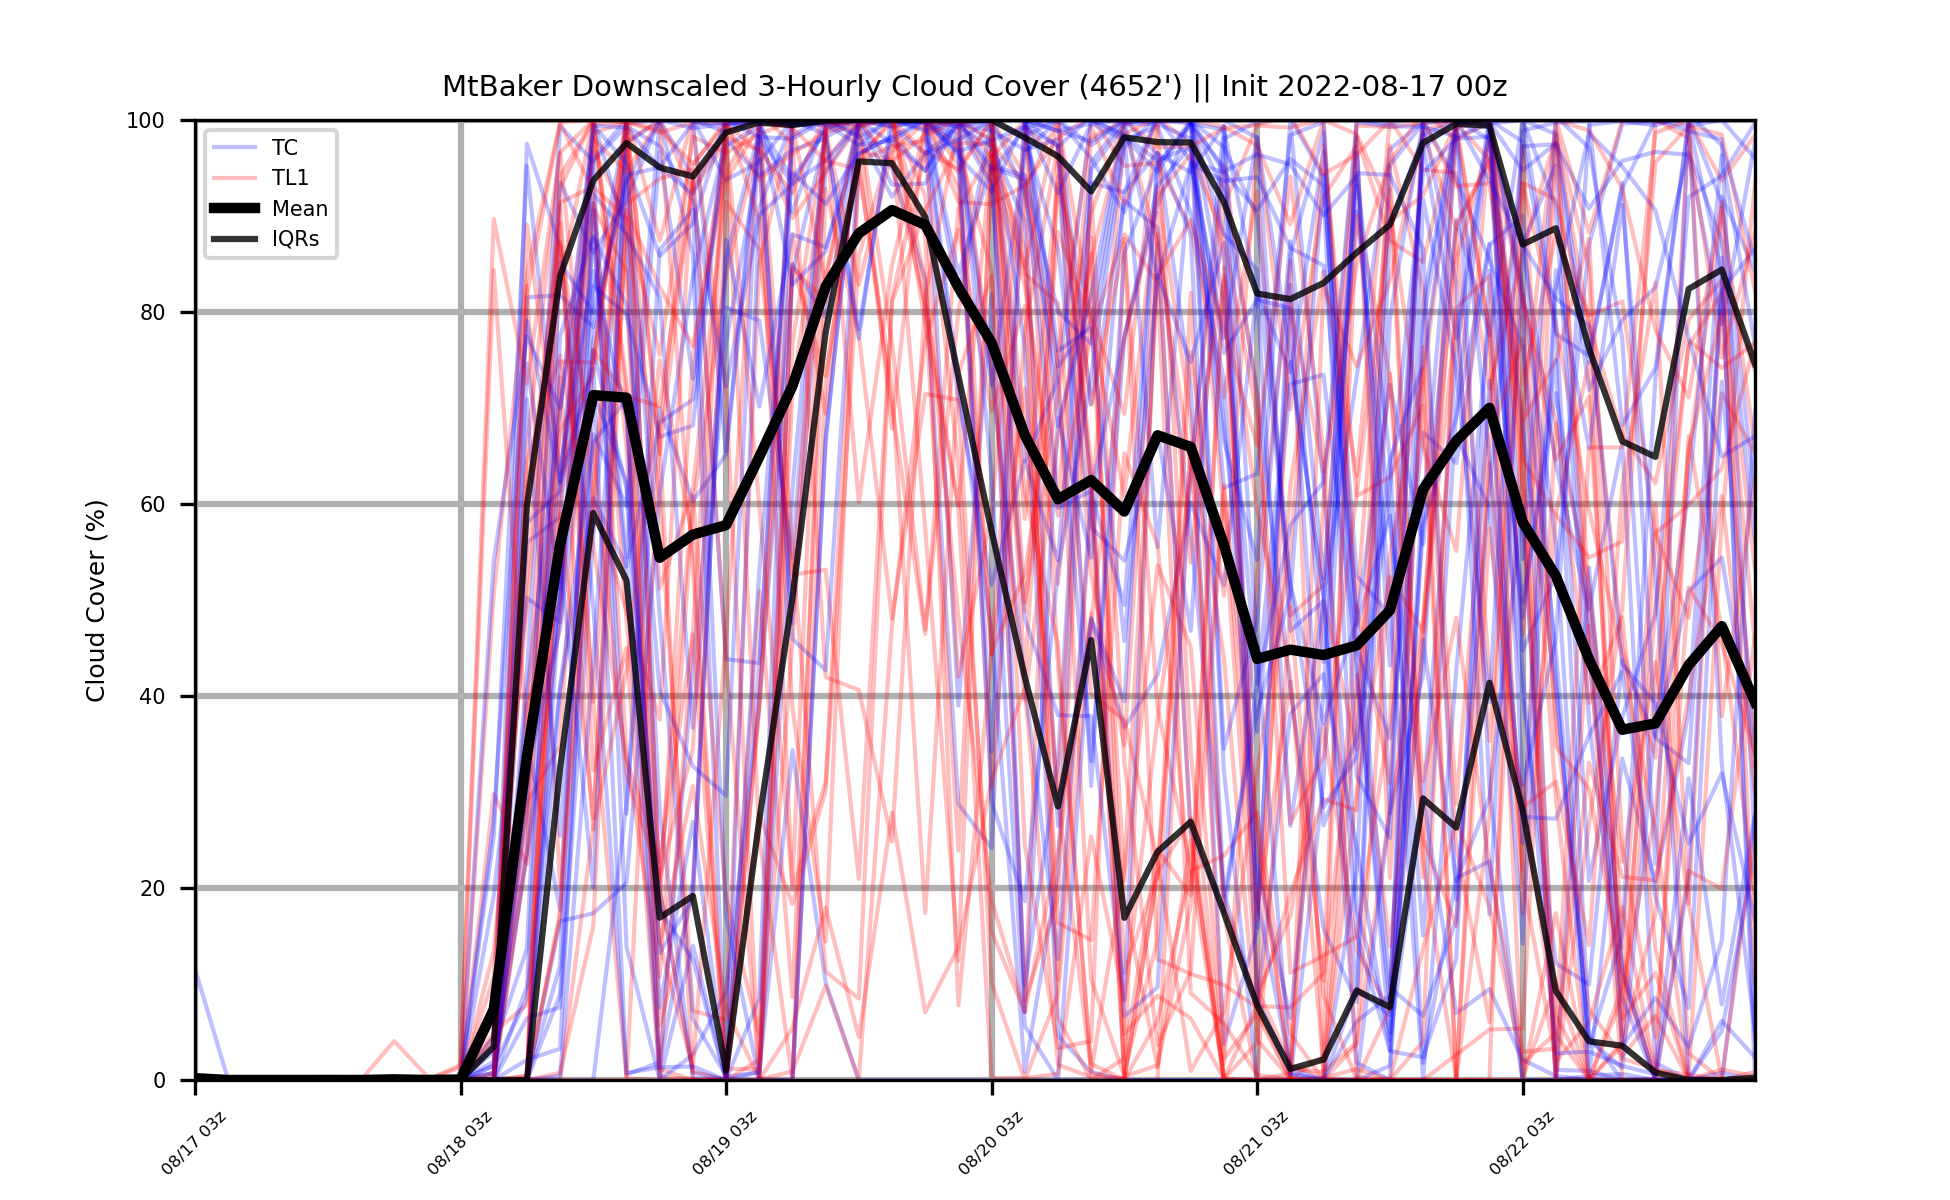 MtBaker Downscaled 3-Hourly Cloud Cover (4652') || Init 2022-08-17 00z
TC
TL1
Mean
IQRs
Cloud Cover (%)
100
80
60
40
20
0
08/17 03z
08/18 03z
08/19 03z
08/20 03z
08/21 03z
08/22 03z